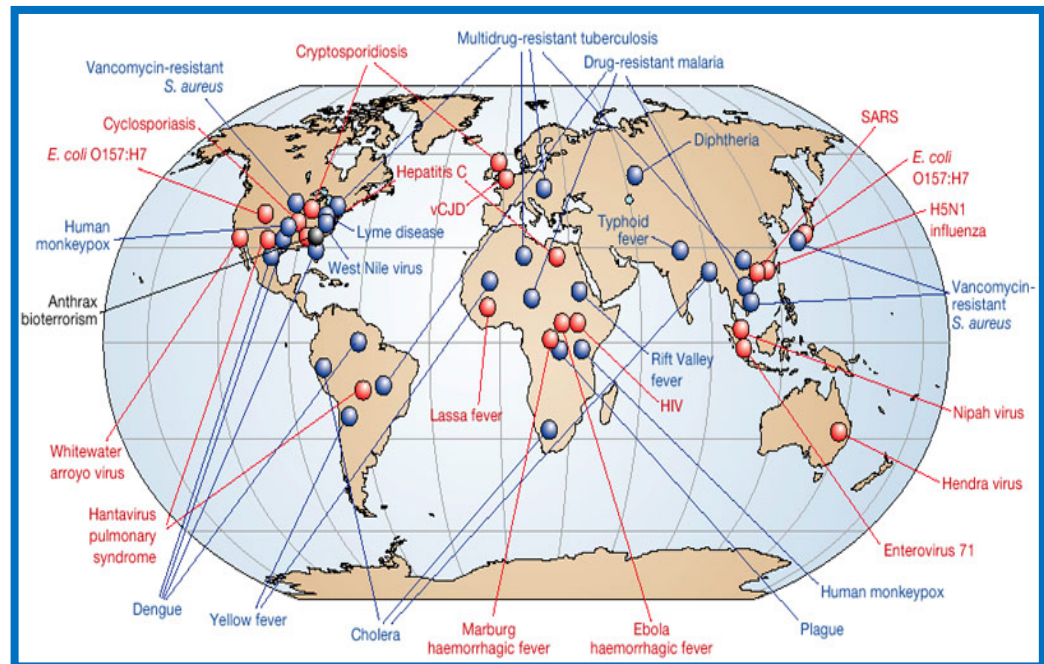 Multidrug-resistant tuberculosis
Cryptosporidiosis
Drug-resistant malaria
Vancomycin-resistant
S. aureus
SARS
Cyclosporiasis
E. coli
O157:H7
Diphtheria
E. coli O157:H7
Hepatitis C
H5N1
influenza
vCJD
Human
monkeypox
Lyme disease
Typhoid
fever
West Nile virus
Anthrax
bioterrorism
Vancomycin-
resistant
S. aureus
Rift Valley
fever
HIV
Lassa fever
Nipah virus
Whitewater
arroyo virus
Hendra virus
Hantavirus
pulmonary
syndrome
Enterovirus 71
Dengue
Yellow fever
Cholera
Marburg
haemorrhagic fever
Ebola
haemorrhagic fever
Plague
Human monkeypox